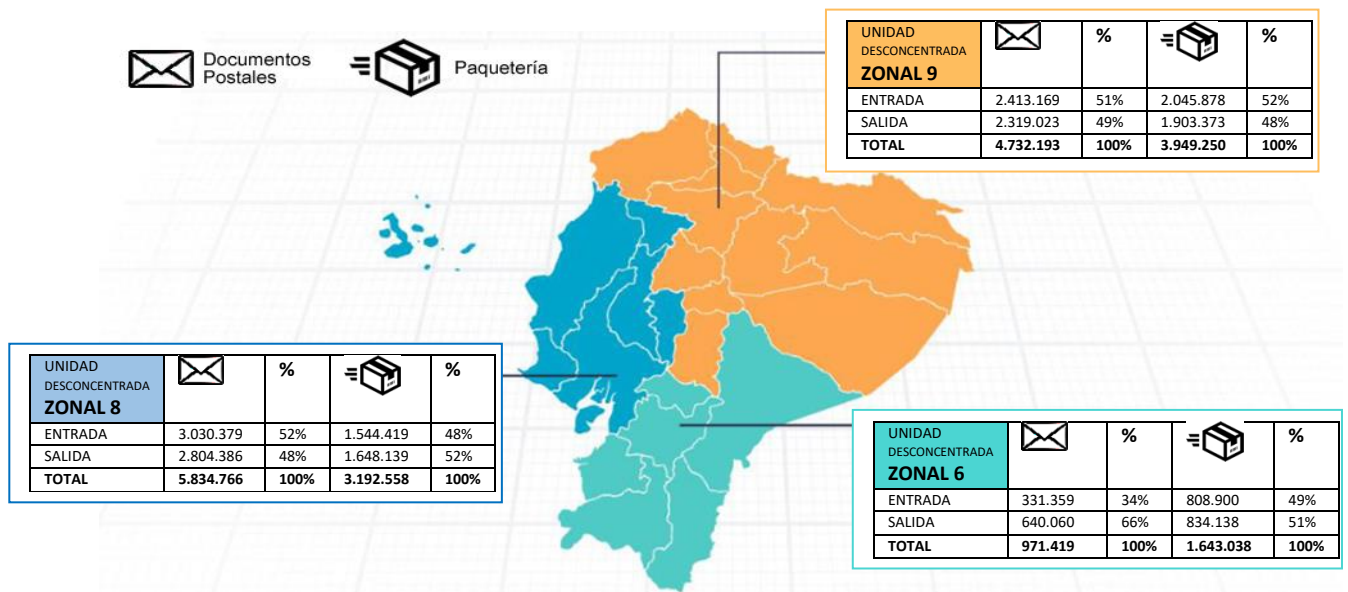 Documentos
Postales
Paquetería
UNIDAD
DESCONCENTRADA
ZONAL 9
% %
ENTRADA 2.413.169 51% 2.045.878 52%
SALIDA 2.319.023 49% 1.903.373 48%
TOTAL 4.732.193 100% 3.949.250 100%
UNIDAD
DESCONCENTRADA
ZONAL 8
% %
ENTRADA 3.030.379 52% 1.544.419 48%
SALIDA 2.804.386 48% 1.648.139 52%
TOTAL 5.834.766 100% 3.192.558 100%
UNIDAD
DESCONCENTRADA
ZONAL 6
% %
ENTRADA 331.359 34% 808.900 49%
SALIDA 640.060 66% 834.138 51%
TOTAL 971.419 100% 1.643.038 100%